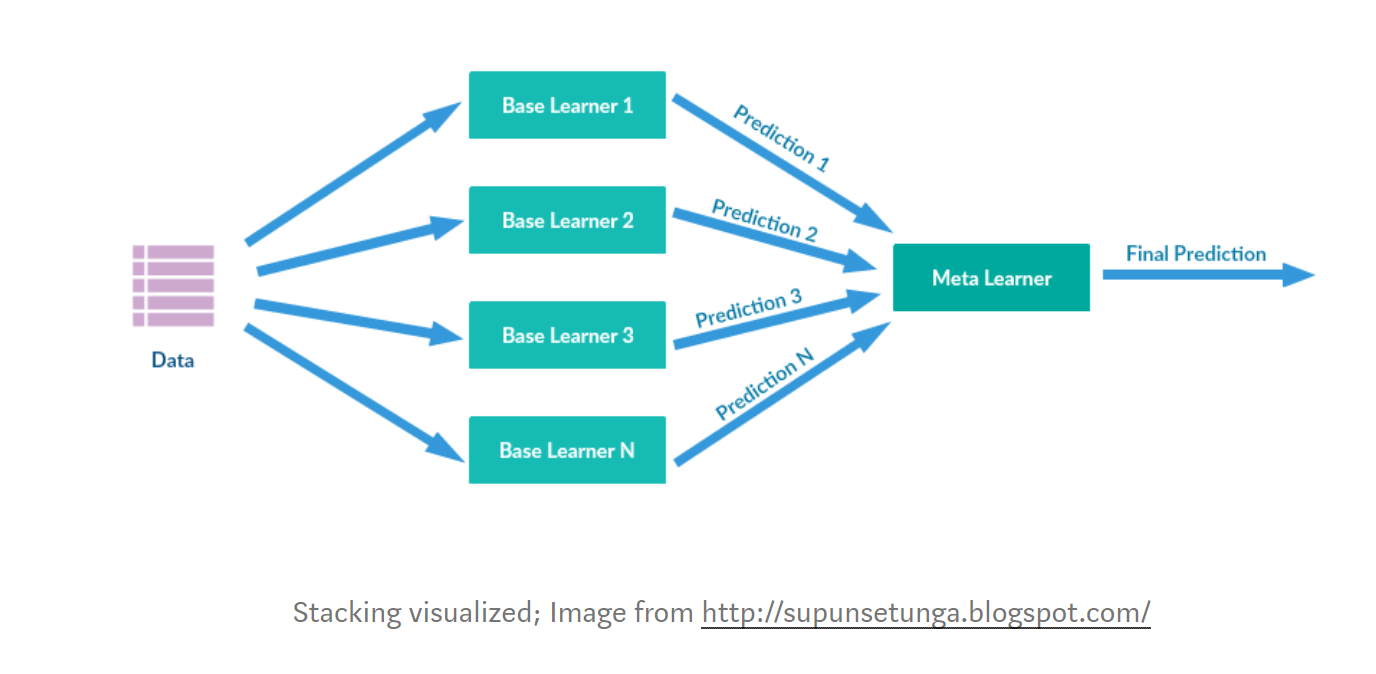 Base Learner 1
Prediction 1
Base Learner 2
Prediction 2
Data
Base Learner 3
Prediction 3
Base Learner N
Prediction N
Meta Learner
Final Prediction
Stacking visualized; Image from http://supunsetunga.blogspot.com/